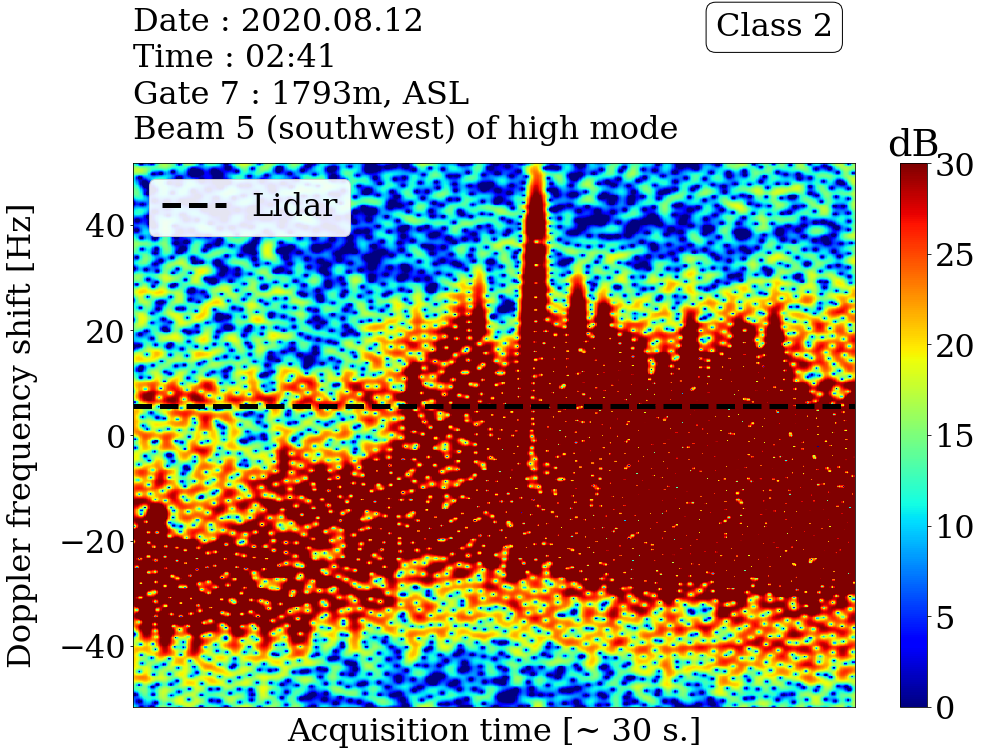 Date : 2020.08.12
Class 2
Time : 02:41
Gate 7 : 1793m, ASL
Beam 5 (southwest) of high mode
dB
Lidar
Doppler frequency shift [Hz]
40
20
0
−20
−40
30
25
20
15
10
5
0
Acquisition time [~ 30 s.]